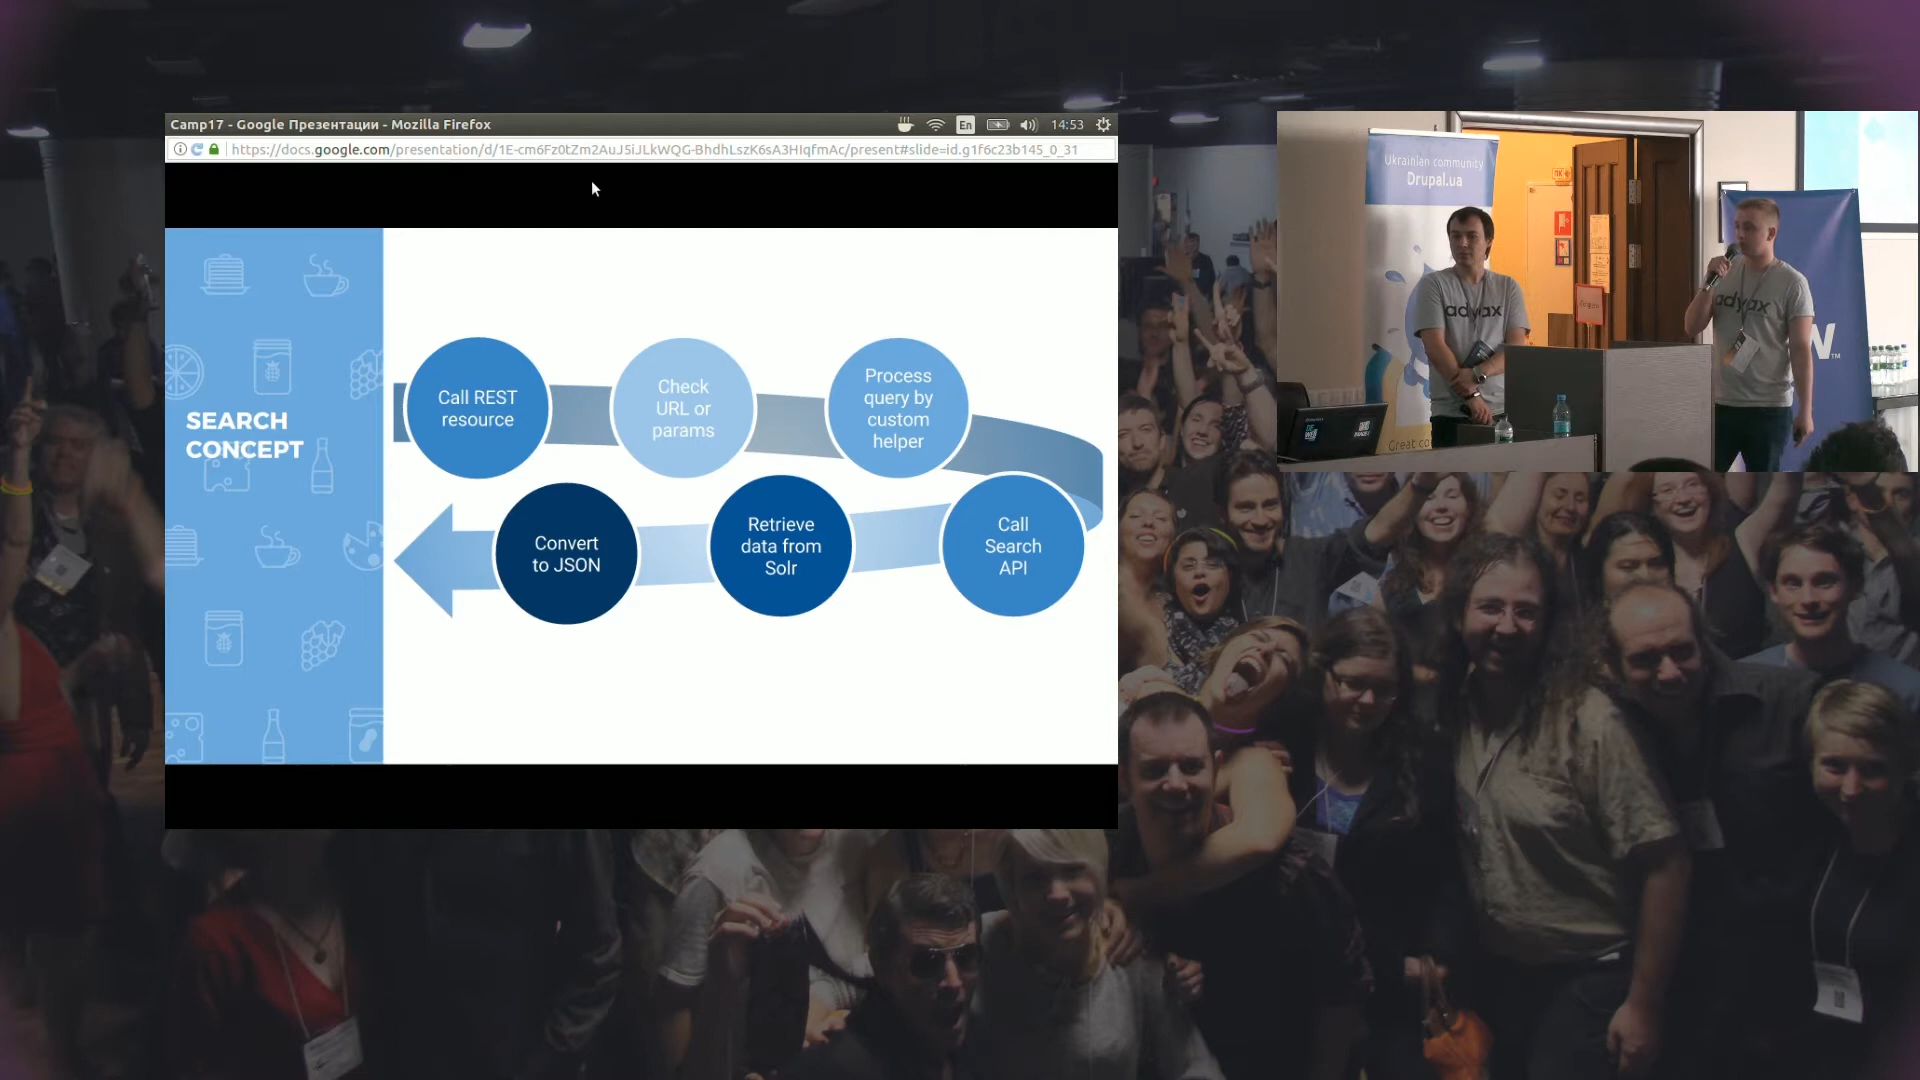 Camp17 - Google Презентации - Mozilla Firefox
En
14:53
https://docs.google.com/presentation/d/1E-cm6Fz0tZm2AuJ5iJLkWQG-BhdhLszK6sA3HIqfmAc/present#slide=id.g1f6c23b145_0_31
SEARCH
CONCEPT
Call REST
resource
Check
URL or
params
Process
query by
custom
helper
Call
Search
API
Retrieve
data from
Solr
Convert
to JSON
Ukrainian community
Drupal.ua
adyax
adyax
Great
W